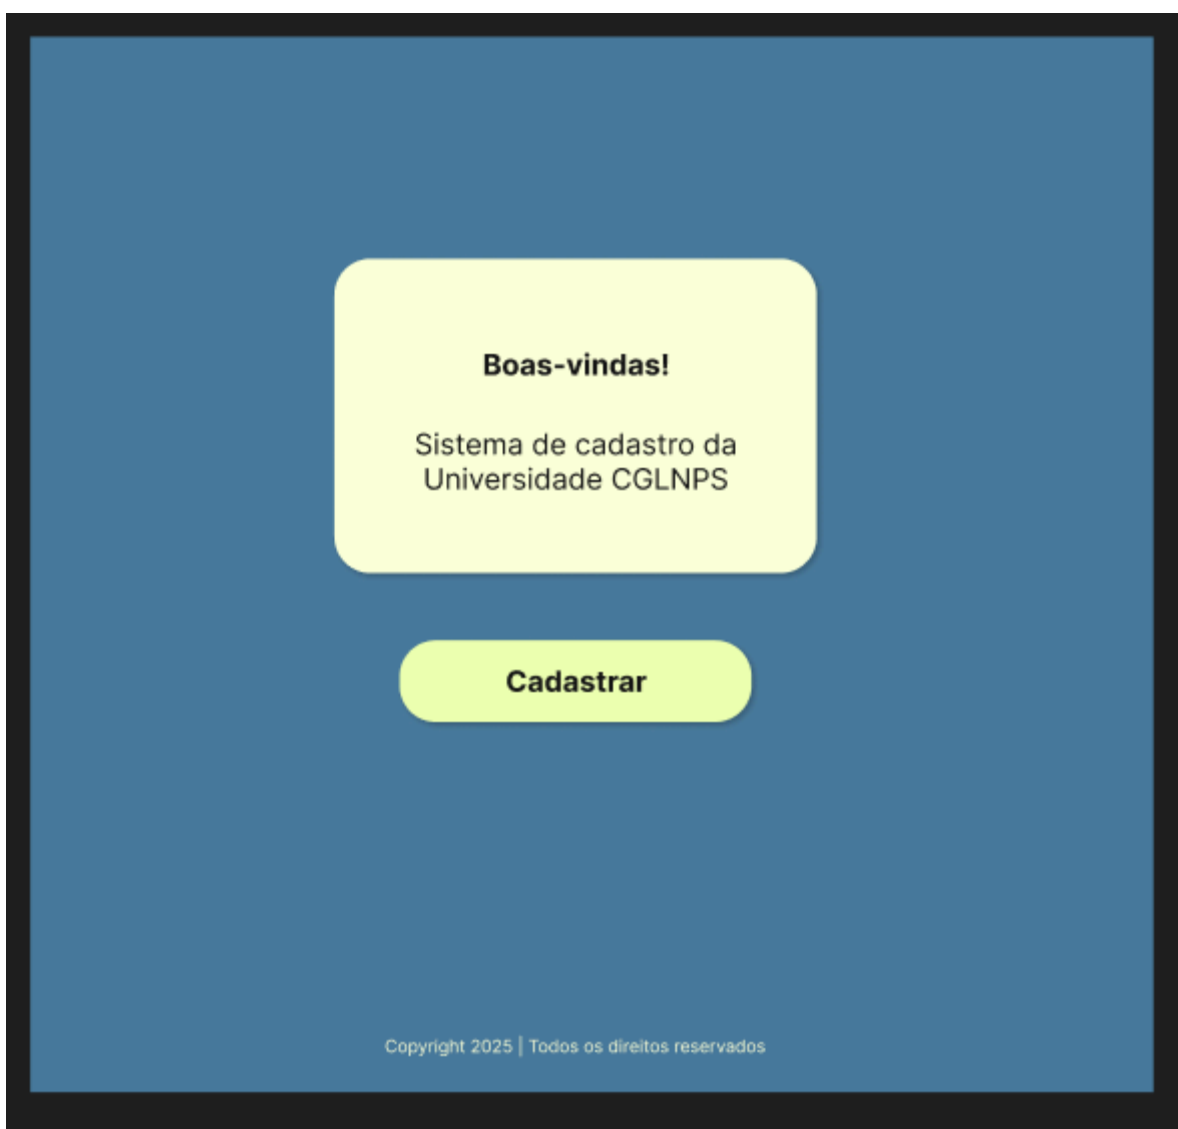 Boas-vindas!
Sistema de cadastro da
Universidade CGLNPS
Cadastrar
Copyright 2025 | Todos os direitos reservados